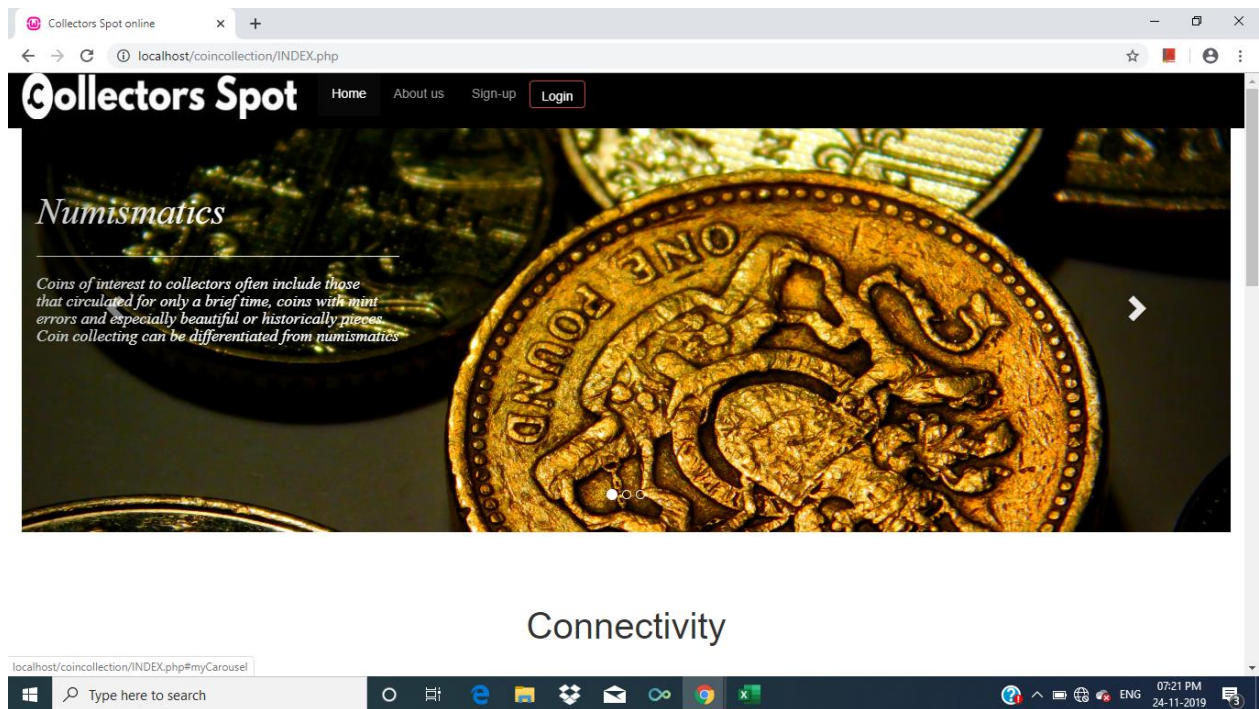 Collectors Spot online
localhost/coincollection/INDEX.php
Collectors Spot
Home
About us
Sign-up
Login
Numismatics
Coins of interest to collectors often include those
that circulated for only a brief time, coins with mint
errors and especially beautiful or historically pieces.
Coin collecting can be differentiated from numismatics
ONE POUND
Connectivity
localhost/coincollection/INDEX.php#myCarousel
Type here to search
ENG
07:21 PM
24-11-2019
3